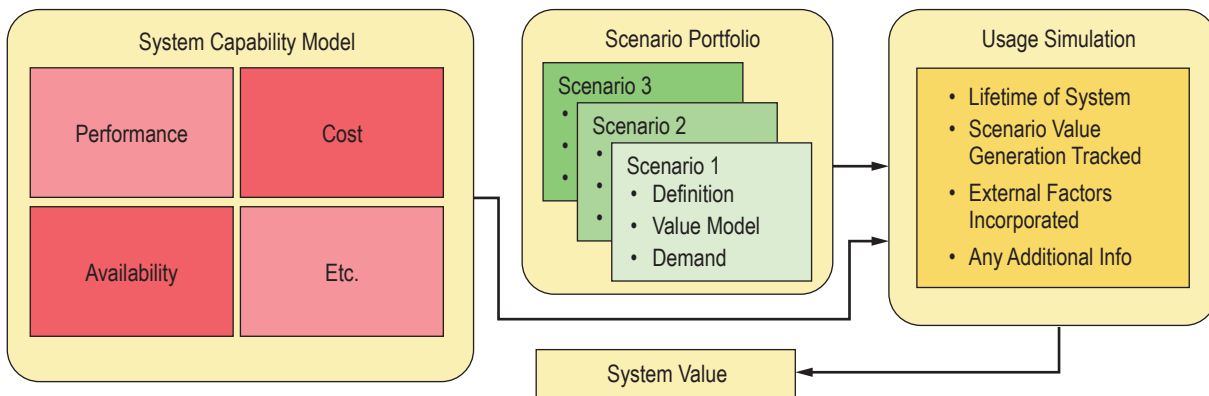 System Capability Model
Performance
Cost
Availability
Etc.
Scenario Portfolio
Scenario 3
•
•
•
Scenario 2
•
•
•
Scenario 1
• Definition
• Value Model
• Demand
Usage Simulation
• Lifetime of System
• Scenario Value
Generation Tracked
• External Factors
Incorporated
• Any Additional Info
System Value